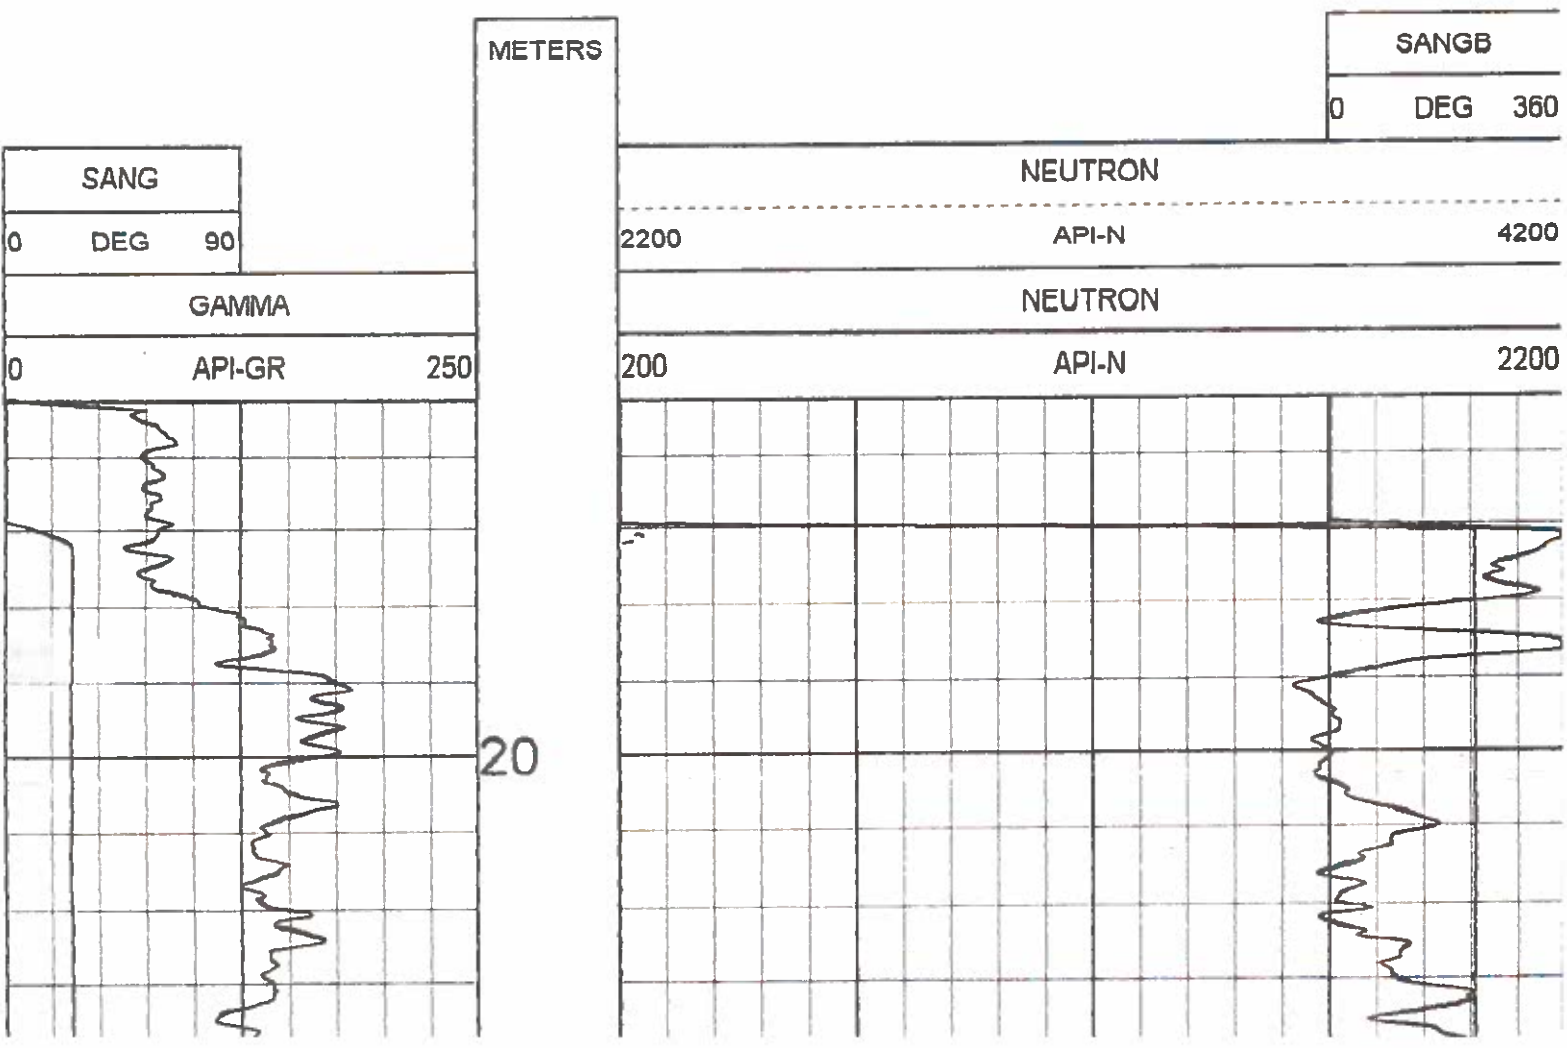 METERS
SANGB
0 DEG 360
SANG
0 DEG 90
NEUTRON
2200 API-N 4200
GAMMA
NEUTRON
0 API-GR 250
200 API-N 2200
20